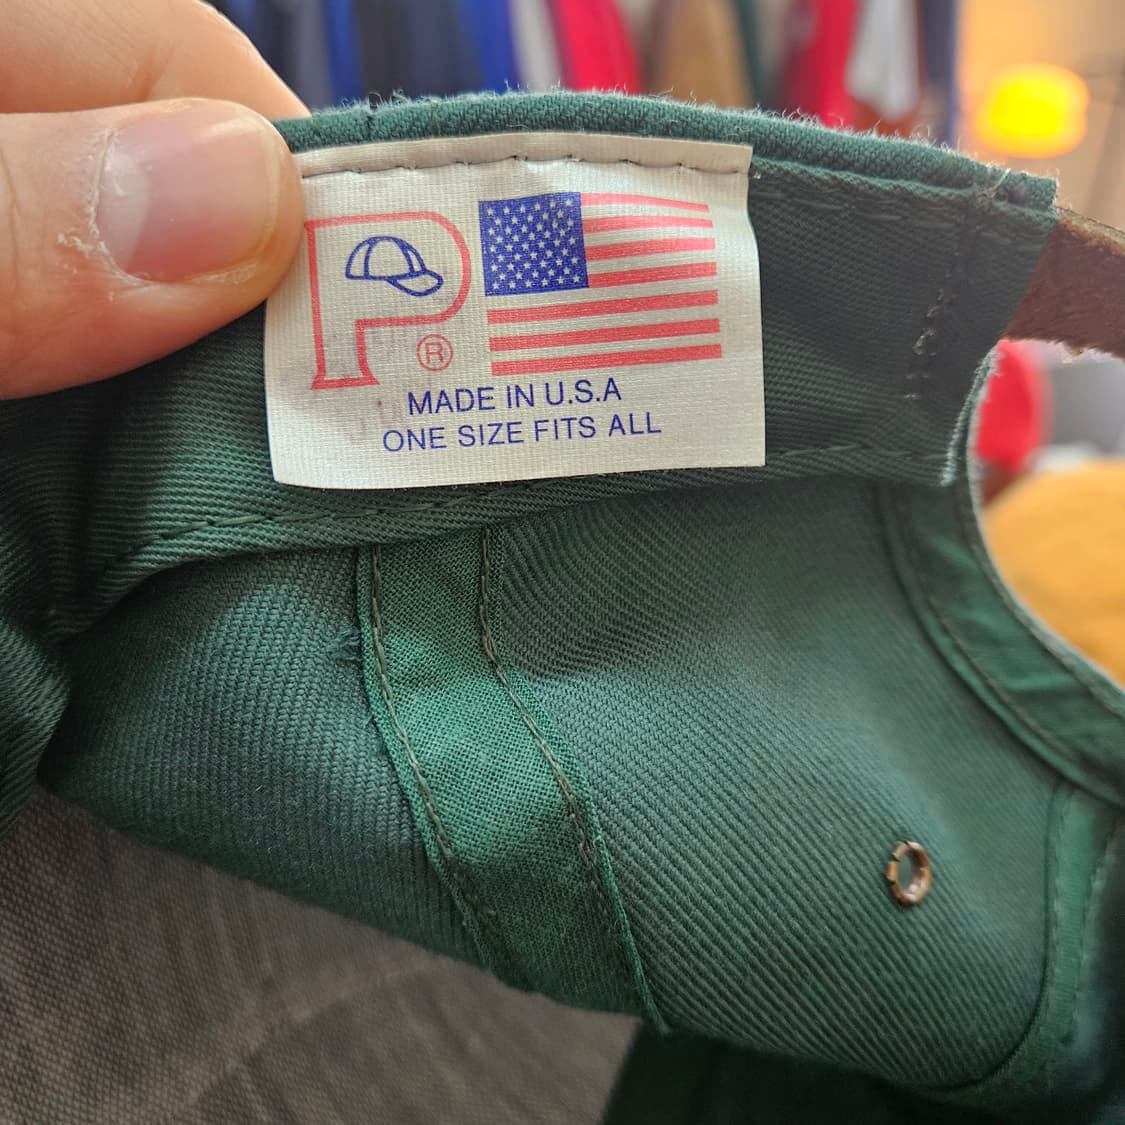 P
®
MADE IN U.S.A
ONE SIZE FITS ALL